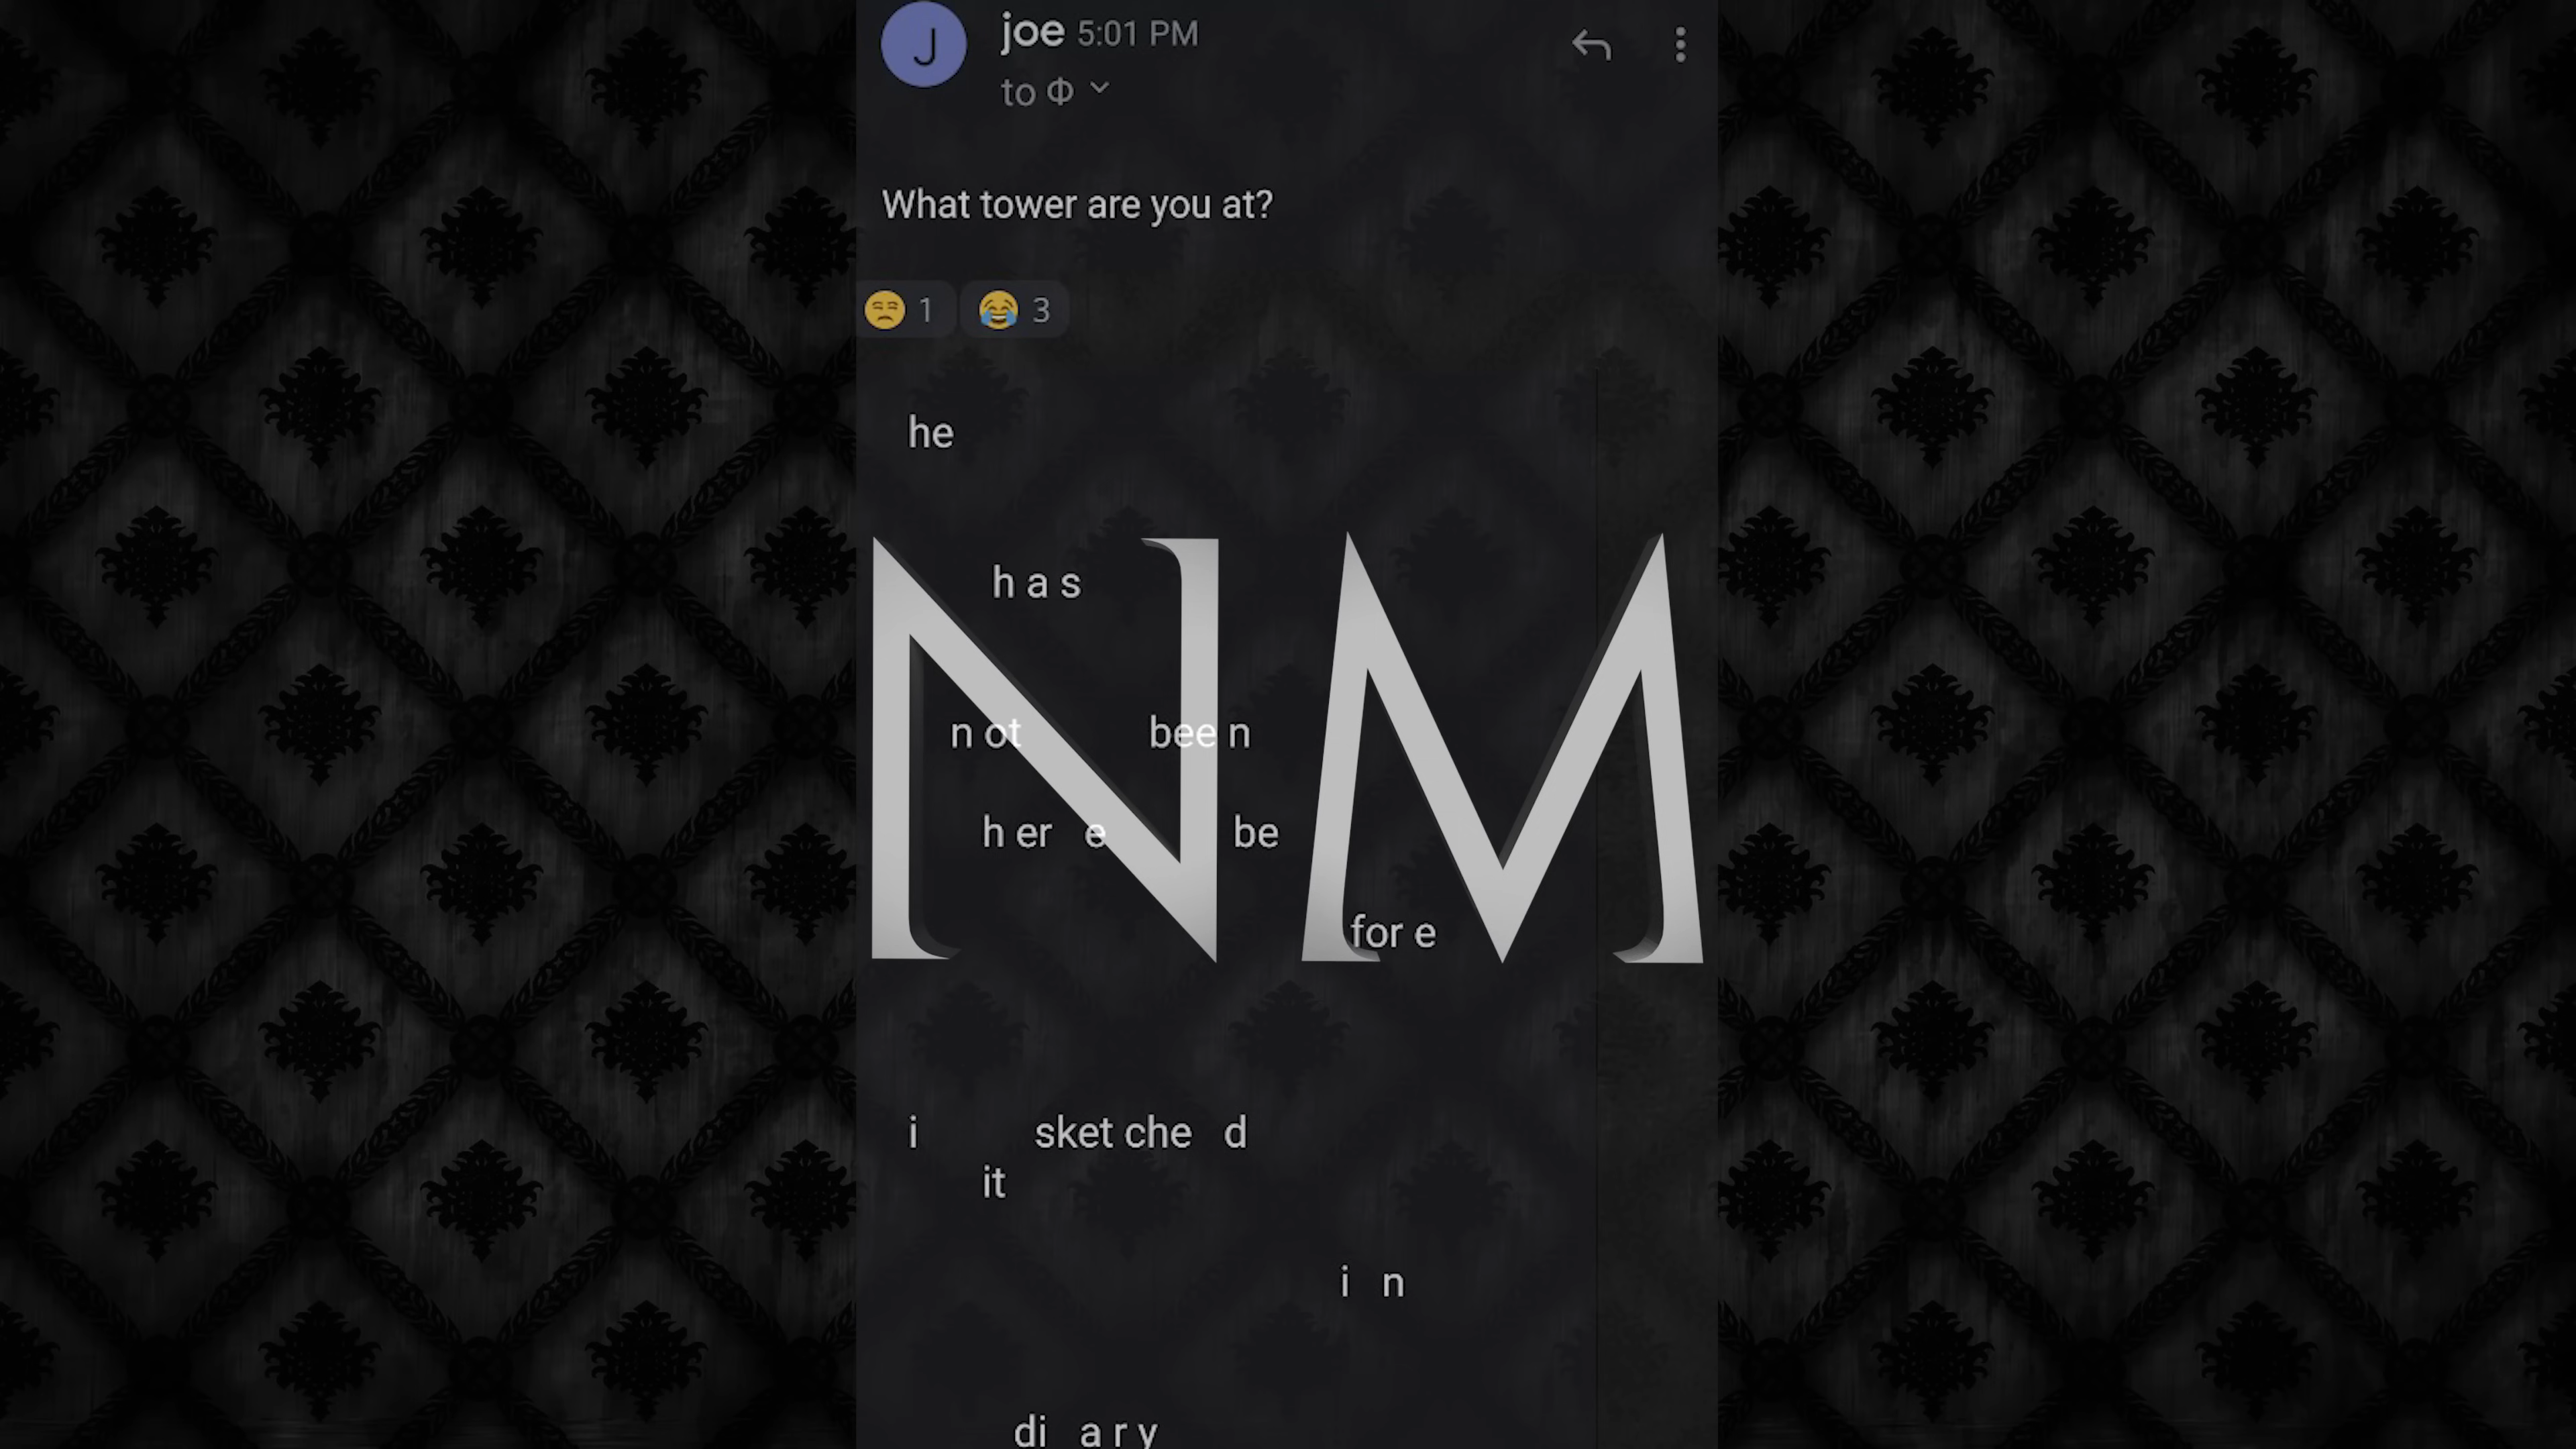 J
joe 5:01 PM
to Φ
What tower are you at?
😒 1 😂 3
he
NM
h a s
n ot bee n
h er e be
for e
i sket che d
it
i n
di a r y